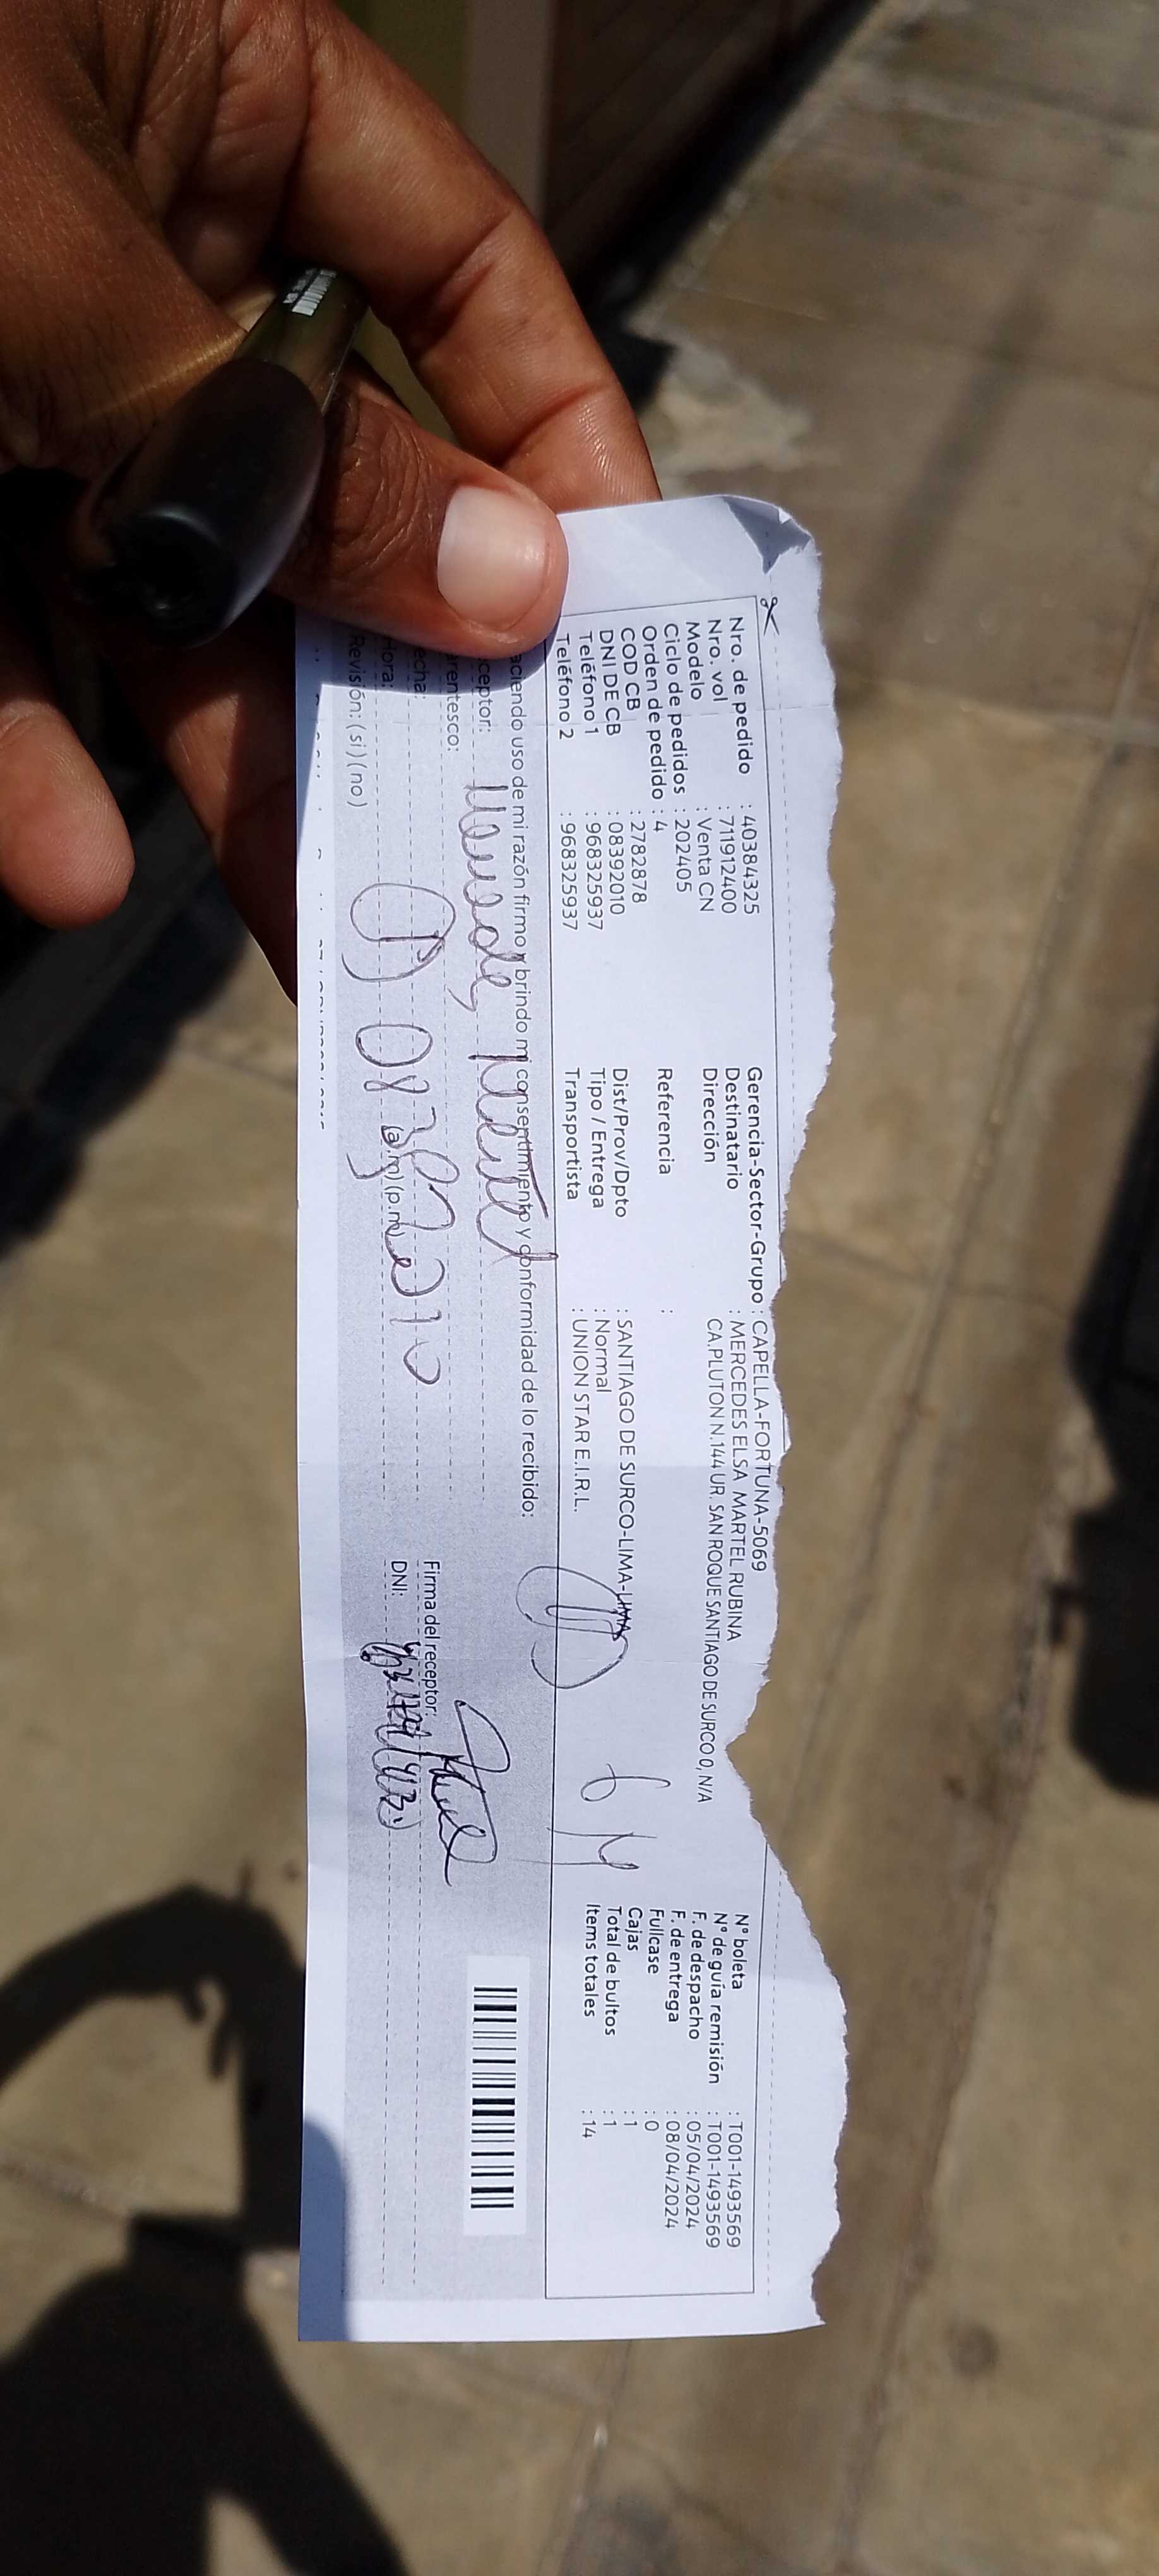 Nro. de pedido : 40384325
Nro. vol : 711912400
Modelo : Venta CN
Ciclo de pedidos : 202405
Orden de pedido : 4
COD CB : 2782878
DNI DE CB : 08392010
Teléfono 1 : 968325937
Teléfono 2 : 968325937
Gerencia-Sector-Grupo : CAPELLA-FORTUNA-5069
Destinatario : MERCEDES ELSA MARTEL RUBINA
Dirección CA.PLUTON N.144 UR. SAN ROQUE SANTIAGO DE SURCO 0, N/A
Referencia :
Dist/Prov/Dpto : SANTIAGO DE SURCO-LIMA-LIMA
Tipo / Entrega : Normal
Transportista : UNION STAR E.I.R.L.
N° boleta : T001-1493569
N° de guía remisión : T001-1493569
F. de despacho : 05/04/2024
F. de entrega : 08/04/2024
Fullcase : 0
Cajas : 1
Total de bultos : 1
Items totales : 14
aciendo uso de mi razón firmo y brindo mi consentimiento y conformidad de lo recibido:
ceptor:
rentesco:
echa:
Hora: (a.m) (p.m)
Revisión: (si) (no)
Firma del receptor:
DNI: